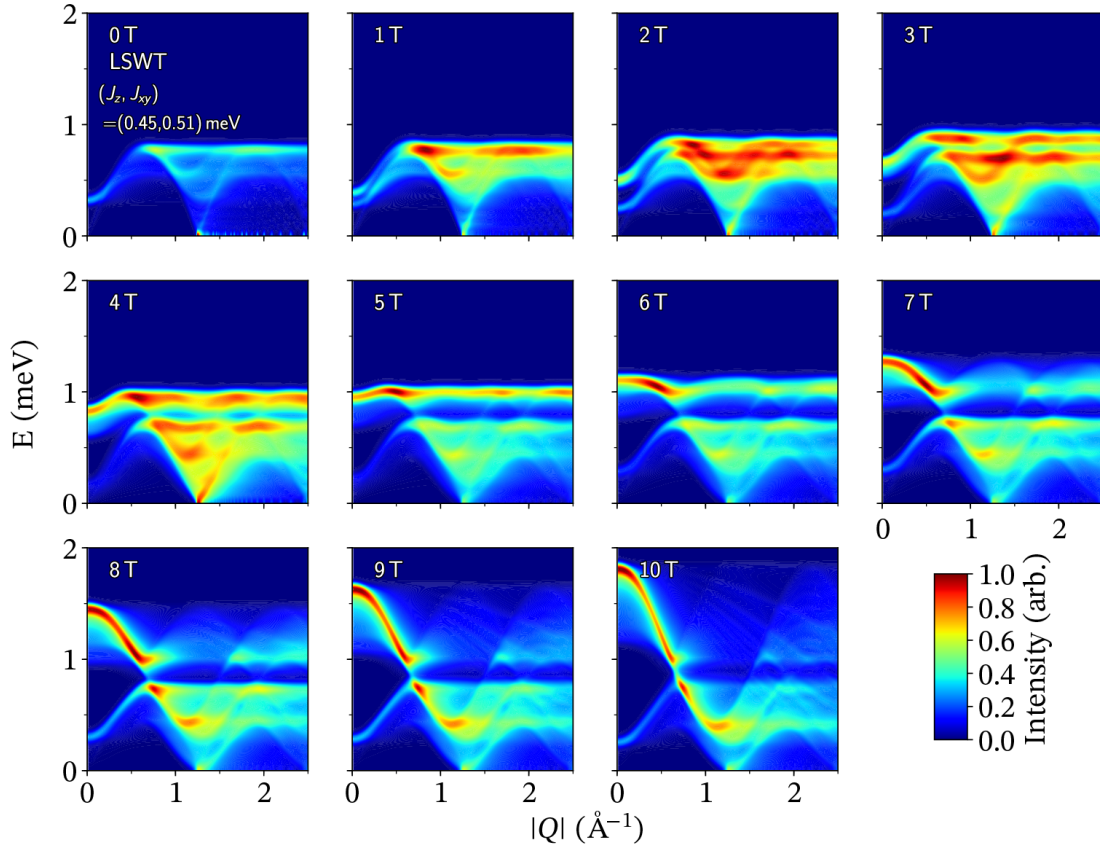 0 T
LSWT
(J_z, J_xy)
=(0.45,0.51) meV
1 T
2 T
3 T
2
1
0
4 T
5 T
6 T
7 T
2
1
0
E (meV)
0
1
2
8 T
9 T
10 T
2
1
0
0
1
2
0
1
2
0
1
2
|Q| (Å⁻¹)
1.0
0.8
0.6
0.4
0.2
0.0
Intensity (arb.)